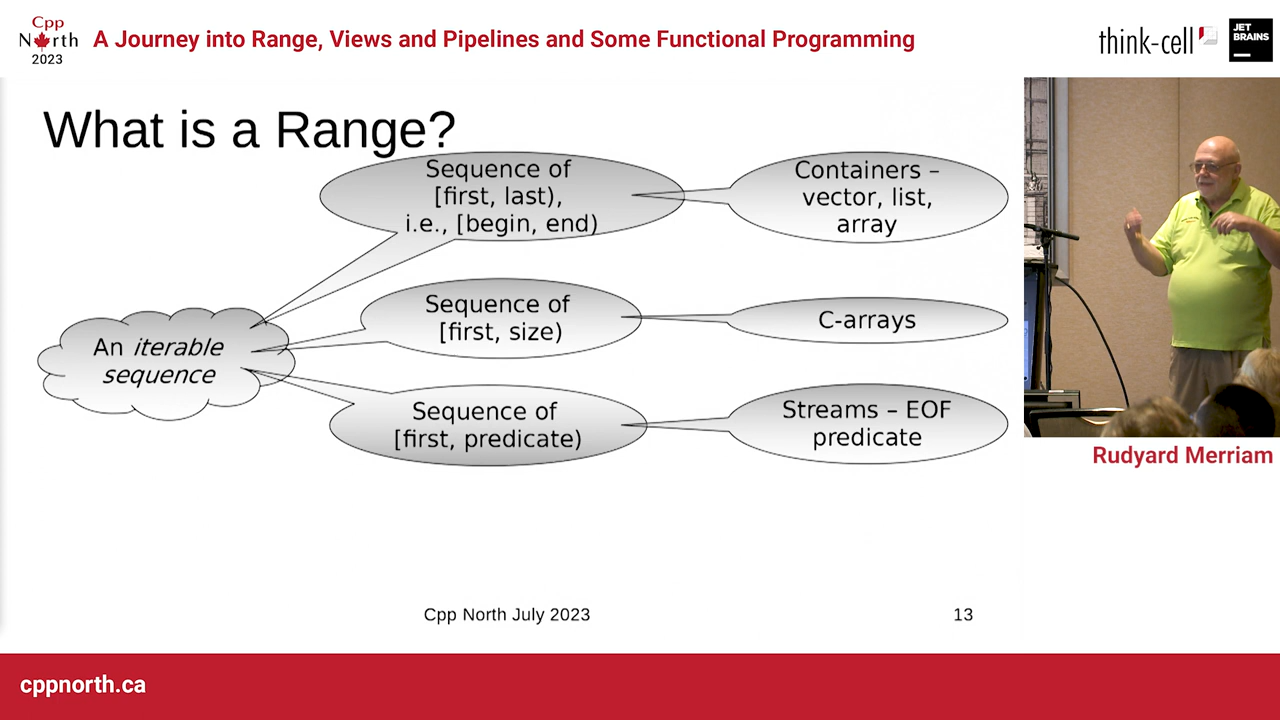 Cpp
North
2023
A Journey into Range, Views and Pipelines and Some Functional Programming
think-cell
JET
BRAINS
What is a Range?
Sequence of
[first, last),
i.e., [begin, end)
Containers –
vector, list,
array
Sequence of
[first, size)
C-arrays
An iterable
sequence
Sequence of
[first, predicate)
Streams – EOF
predicate
Rudyard Merriam
Cpp North July 2023
13
cppnorth.ca